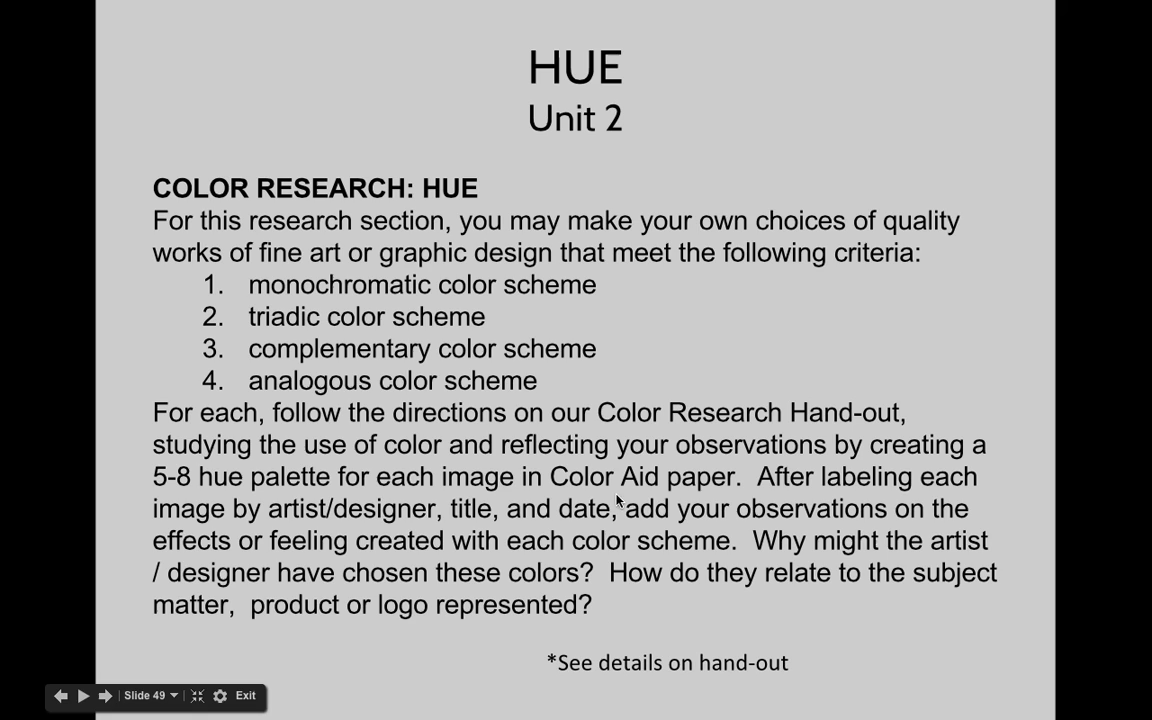 HUE
Unit 2
COLOR RESEARCH: HUE
For this research section, you may make your own choices of quality
works of fine art or graphic design that meet the following criteria:
1. monochromatic color scheme
2. triadic color scheme
3. complementary color scheme
4. analogous color scheme
For each, follow the directions on our Color Research Hand-out,
studying the use of color and reflecting your observations by creating a
5-8 hue palette for each image in Color Aid paper.  After labeling each
image by artist/designer, title, and date, add your observations on the
effects or feeling created with each color scheme.  Why might the artist
/ designer have chosen these colors?  How do they relate to the subject
matter,  product or logo represented?
*See details on hand-out
Slide 49
Exit